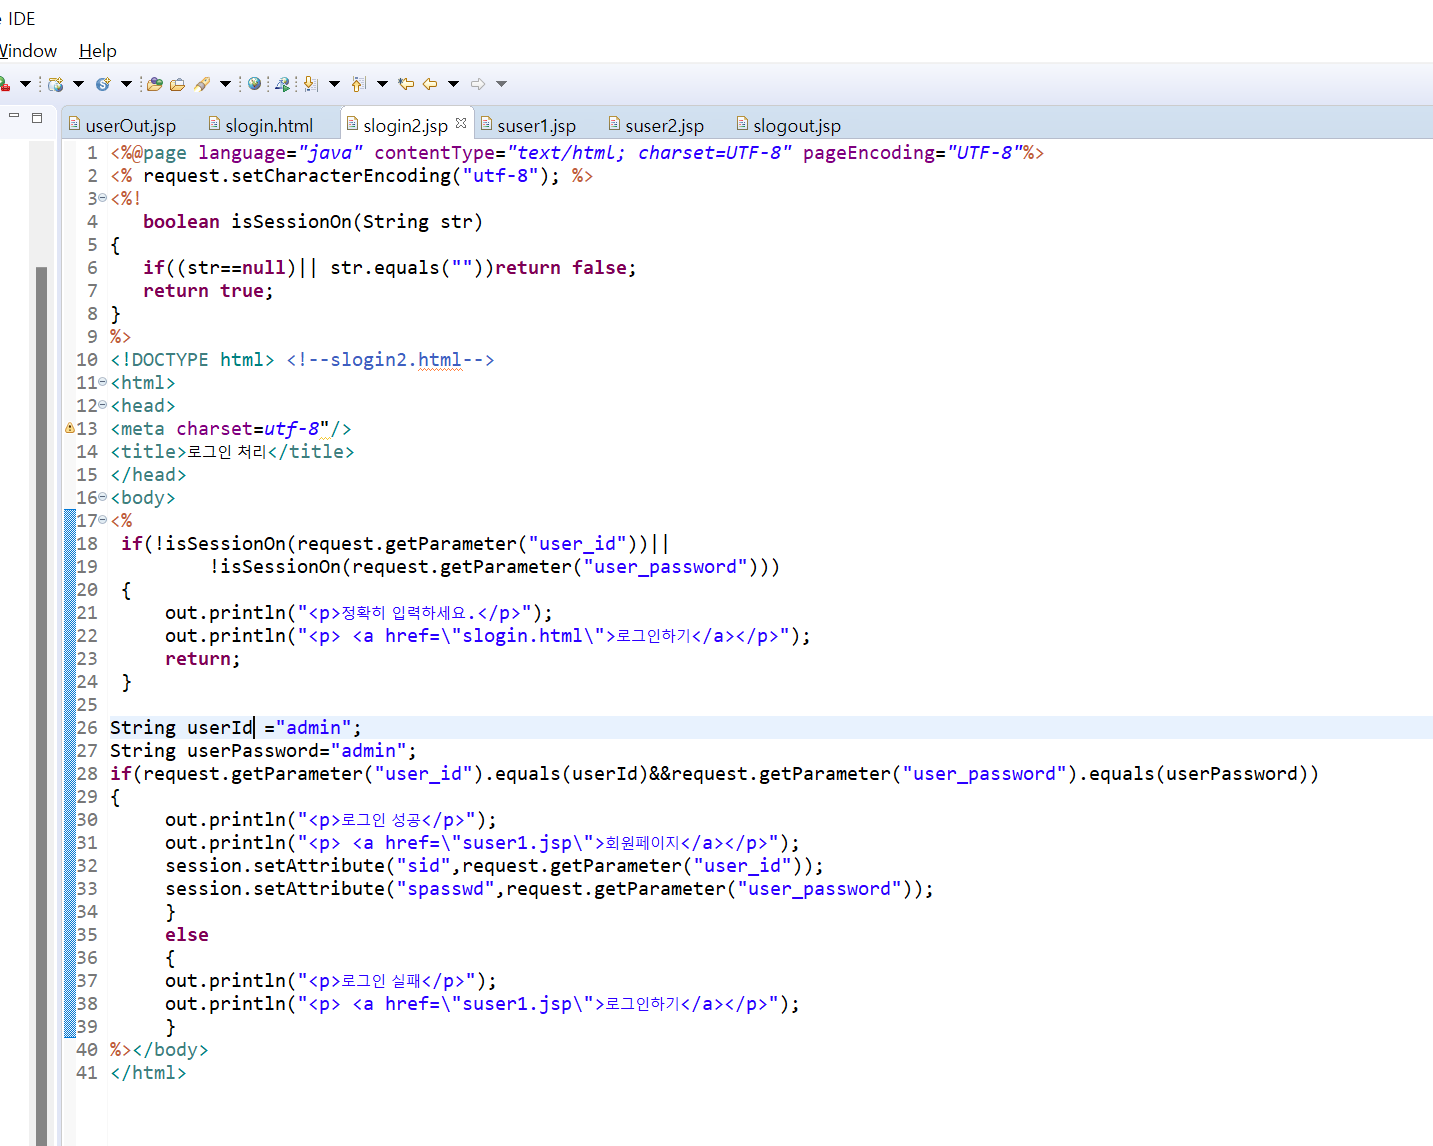 IDE
Window Help
userOut.jsp slogin.html slogin2.jsp suser1.jsp suser2.jsp slogout.jsp
1 <%@page language="java" contentType="text/html; charset=UTF-8" pageEncoding="UTF-8"%>
2 <% request.setCharacterEncoding("utf-8"); %>
3 <%!
4 boolean isSessionOn(String str)
5 {
6 if((str==null)|| str.equals(""))return false;
7 return true;
8 }
9 %>
10 <!DOCTYPE html> <!--slogin2.html-->
11 <html>
12 <head>
13 <meta charset=utf-8"/>
14 <title>로그인 처리</title>
15 </head>
16 <body>
17 <%
18 if(!isSessionOn(request.getParameter("user_id"))||
19 !isSessionOn(request.getParameter("user_password")))
20 {
21 out.println("<p>정확히 입력하세요.</p>");
22 out.println("<p> <a href=\"slogin.html\">로그인하기</a></p>");
23 return;
24 }
25
26 String userId ="admin";
27 String userPassword="admin";
28 if(request.getParameter("user_id").equals(userId)&&request.getParameter("user_password").equals(userPassword))
29 {
30 out.println("<p>로그인 성공</p>");
31 out.println("<p> <a href=\"suser1.jsp\">회원페이지</a></p>");
32 session.setAttribute("sid",request.getParameter("user_id"));
33 session.setAttribute("spasswd",request.getParameter("user_password"));
34 }
35 else
36 {
37 out.println("<p>로그인 실패</p>");
38 out.println("<p> <a href=\"suser1.jsp\">로그인하기</a></p>");
39 }
40 %></body>
41 </html>